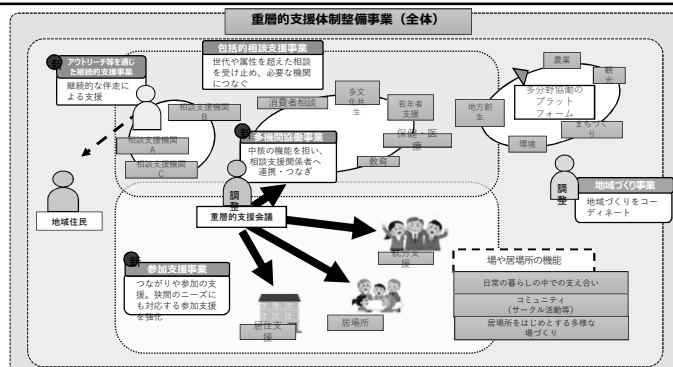 重層的支援体制整備事業（全体）
新
アウトリーチ等を通じ
た継続的支援事業
継続的な伴走に
よる支援
包括的相談支援事業
世代や属性を超えた相談
を受け止め、必要な機関
につなぐ
相談支援機関
B
相談支援機関
A
相談支援機関
C
地域住民
消費者相談
多文
化共
生
若年者
支援
保健・医
療
教育
新
多機関協働事業
中核の機能を担い、
相談支援関係者へ
連携・つなぎ
調整
重層的支援会議
農業
観
光
まちづく
り
環境
地方創
生
多分野協働の
プラット
フォーム
調
整
地域づくり事業
地域づくりをコー
ディネート
新
参加支援事業
つながりや参加の支
援。狭間のニーズに
も対応する参加支援
を強化
就労支
援
居住支
援
居場所
場や居場所の機能
日常の暮らしの中での支え合い
コミュニティ
（サークル活動等）
居場所をはじめとする多様な
場づくり